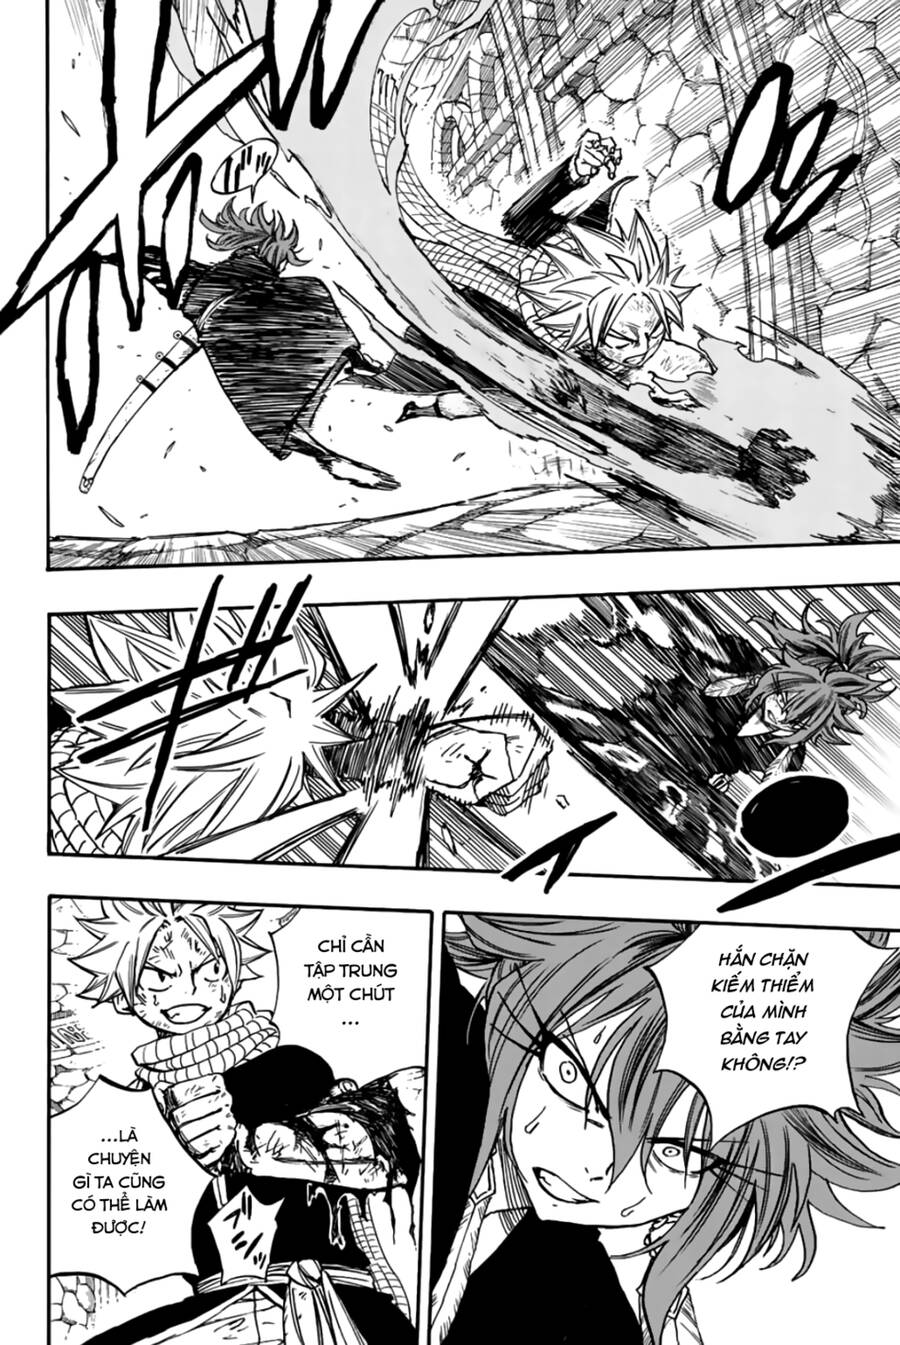 HẮN CHẶN
KIẾM THIỂM
CỦA MÌNH
BẰNG TAY
KHÔNG!?
CHỈ CẦN
TẬP TRUNG
MỘT CHÚT
...
...LÀ
CHUYỆN
GÌ TA CŨNG
CÓ THỂ LÀM
ĐƯỢC!